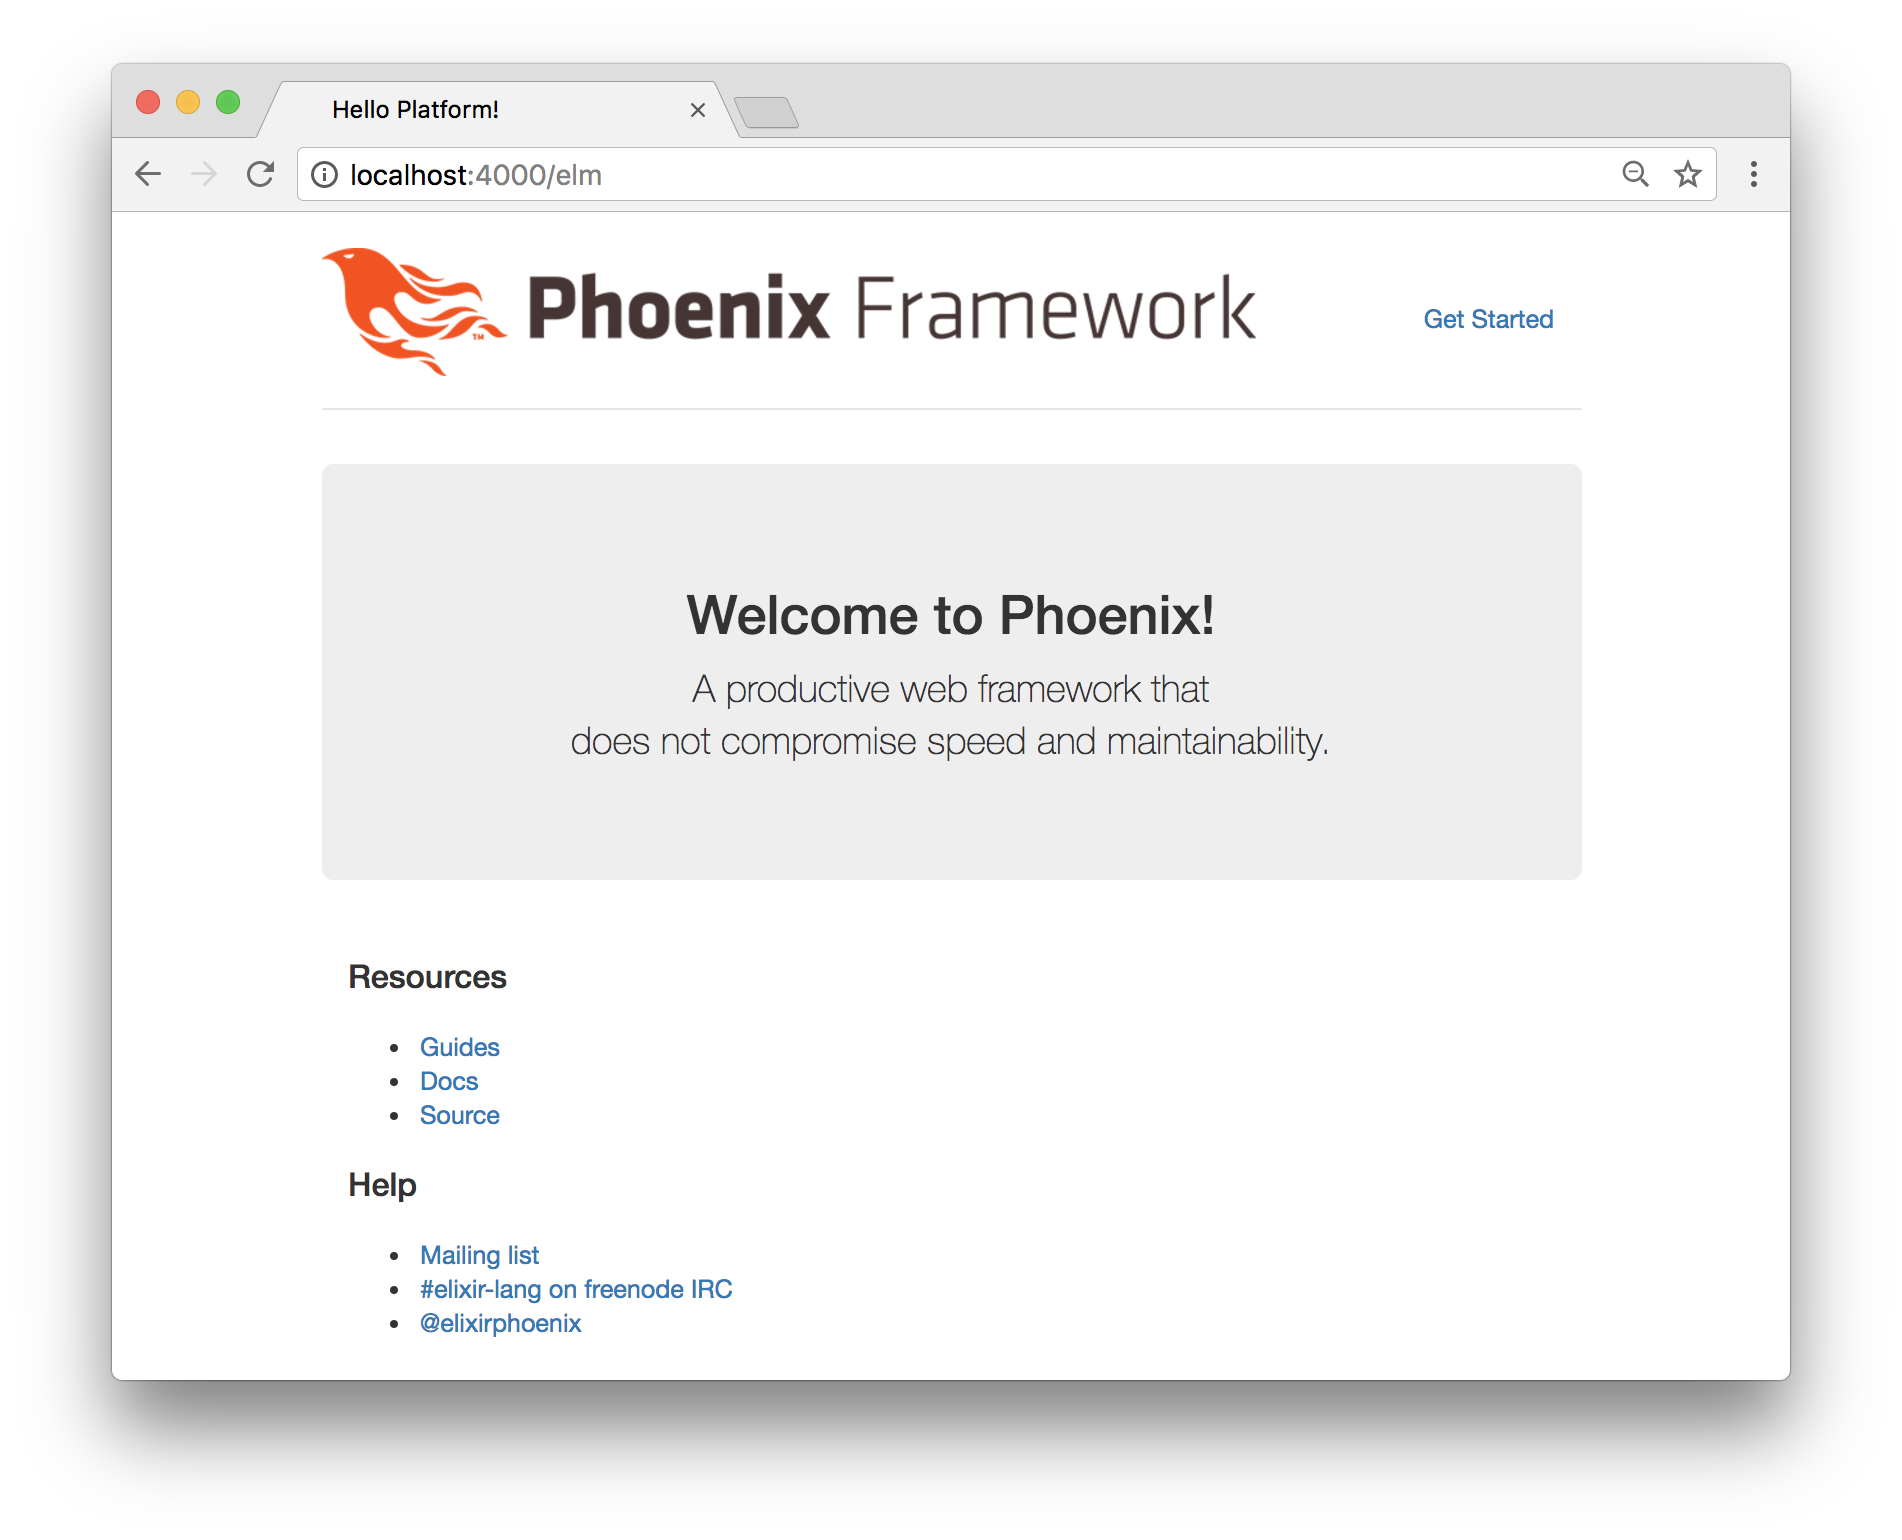 Hello Platform!
localhost:4000/elm
Phoenix Framework
TM
Get Started
Welcome to Phoenix!
A productive web framework that
does not compromise speed and maintainability.
Resources
Guides
Docs
Source
Help
Mailing list
#elixir-lang on freenode IRC
@elixirphoenix